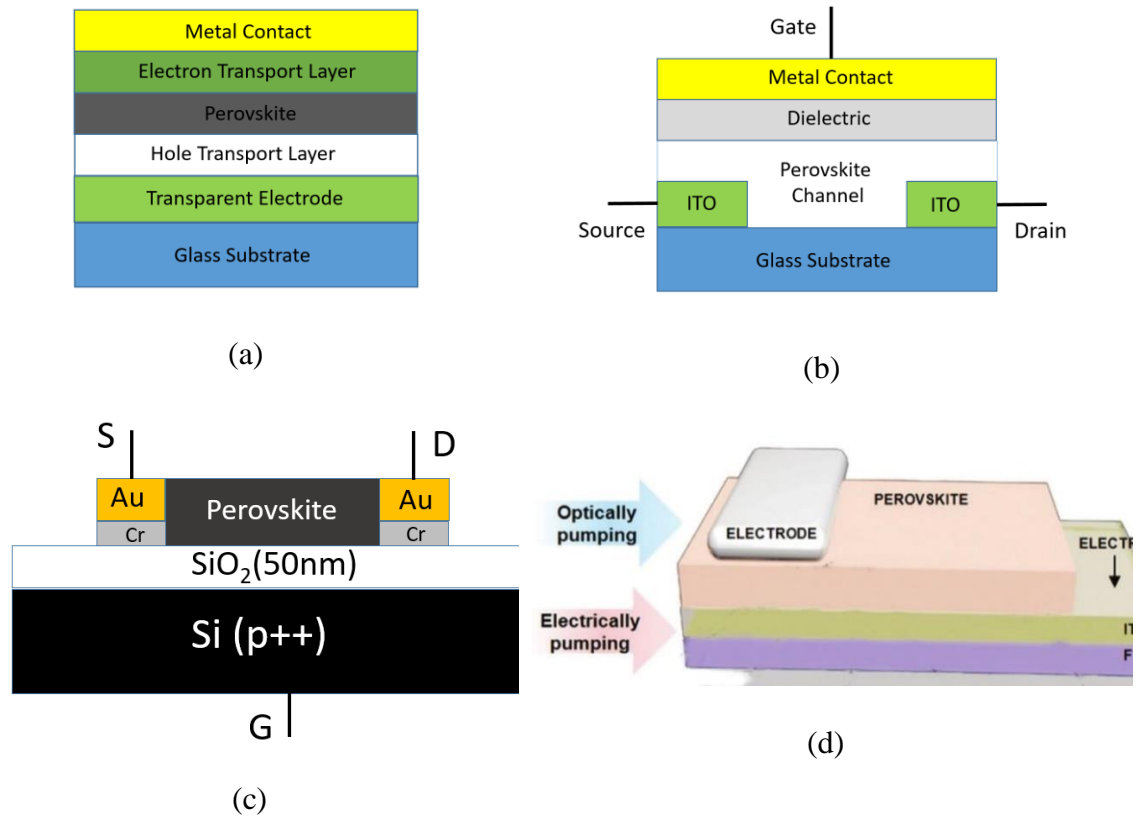 Metal Contact
Electron Transport Layer
Perovskite
Hole Transport Layer
Transparent Electrode
Glass Substrate
(a)
Gate
Metal Contact
Dielectric
Perovskite
Channel
ITO
ITO
Source
Drain
Glass Substrate
(b)
S
D
Au
Perovskite
Au
Cr
Cr
SiO₂(50nm)
Si (p++)
G
(c)
Optically
pumping
PEROVSKITE
ELECTRODE
ELECTR
Electrically
pumping
IT
F
(d)